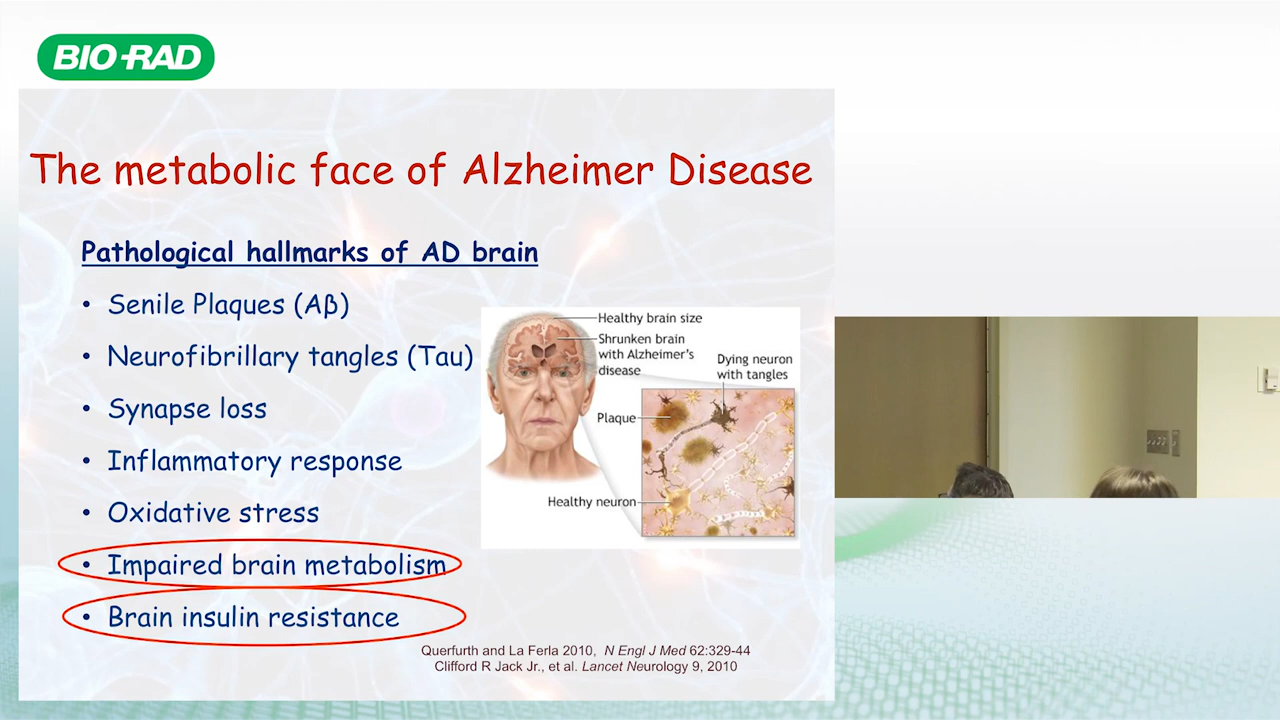 BIO-RAD
The metabolic face of Alzheimer Disease
Pathological hallmarks of AD brain
• Senile Plaques (Aβ)
• Neurofibrillary tangles (Tau)
• Synapse loss
• Inflammatory response
• Oxidative stress
• Impaired brain metabolism
• Brain insulin resistance
Healthy brain size
Shrunken brain
with Alzheimer's
disease
Dying neuron
with tangles
Plaque
Healthy neuron
Querfurth and La Ferla 2010, N Engl J Med 62:329-44
Clifford R Jack Jr., et al. Lancet Neurology 9, 2010